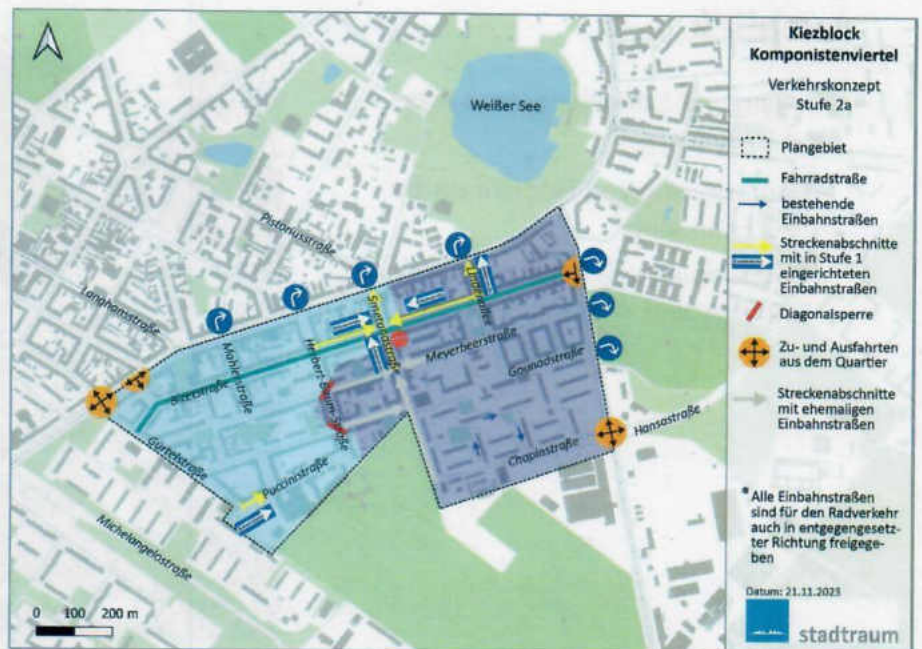 Weißer See
Pistoriusstraße
Langhansstraße
Mahlerstraße
Bizetstraße
Herbert-Baum-Straße
Smetanastraße
Meyerbeerstraße
Gounodstraße
Gürtelstraße
Puccinistraße
Chopinstraße
Hansastraße
Michelangelostraße
0 100 200 m
Kiezblock
Komponistenviertel
Verkehrskonzept
Stufe 2a
Plangebiet
Fahrradstraße
bestehende
Einbahnstraßen
Streckenabschnitte
mit in Stufe 1
eingerichteten
Einbahnstraßen
Diagonalsperre
Zu- und Ausfahrten
aus dem Quartier
Streckenabschnitte
mit ehemaligen
Einbahnstraßen
* Alle Einbahnstraßen
sind für den Radverkehr
auch in entgegengesetz-
ter Richtung freigege-
ben
Datum: 21.11.2023
stadtraum